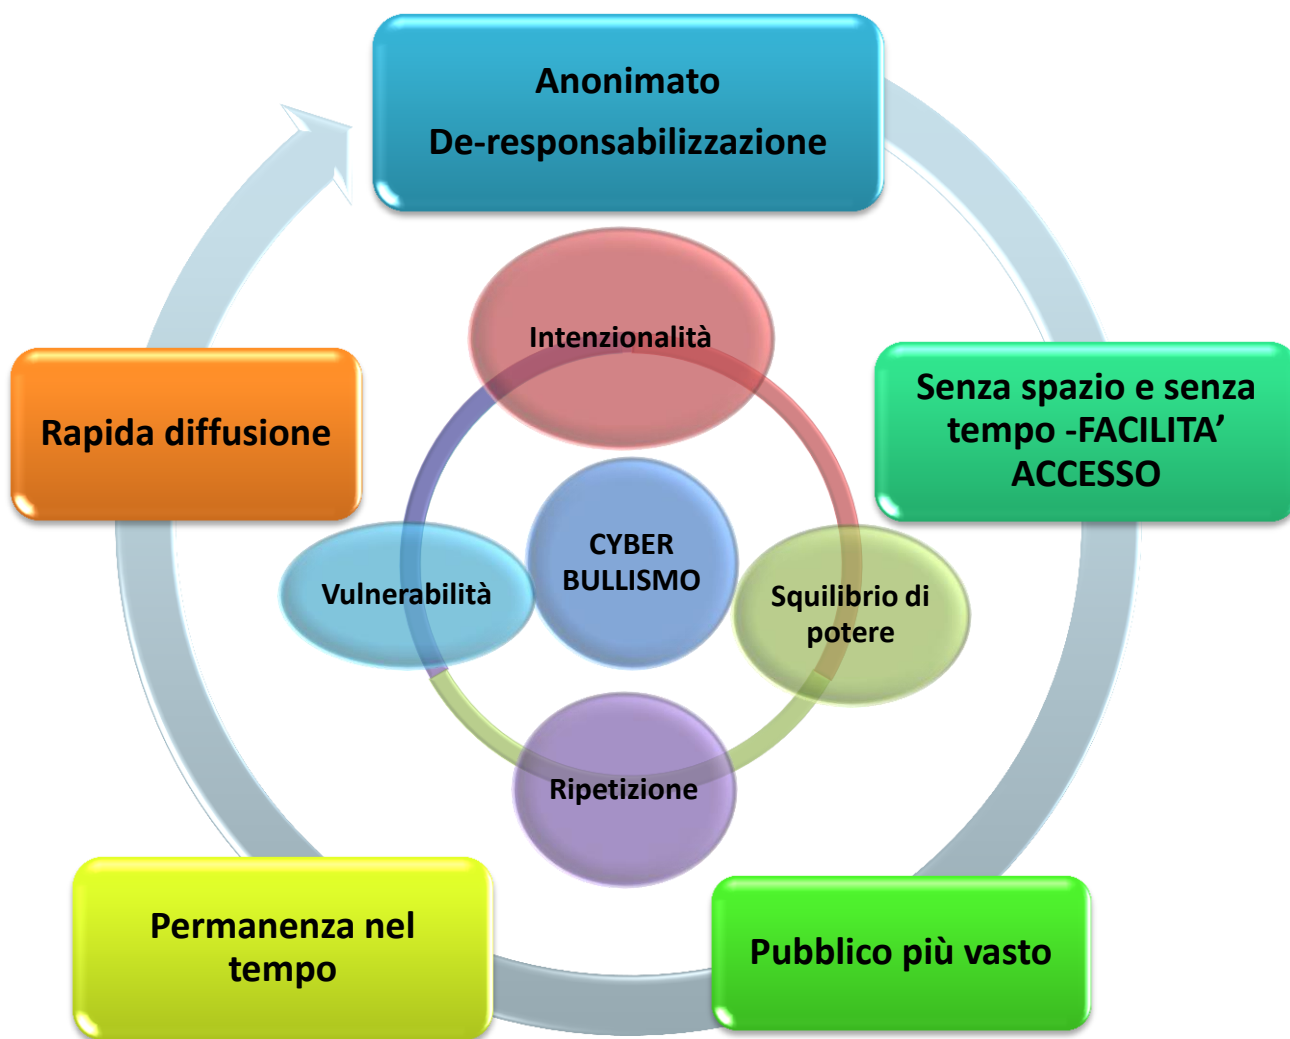 Anonimato
De-responsabilizzazione
Intenzionalità
Rapida diffusione
Senza spazio e senza
tempo -FACILITA’
ACCESSO
CYBER
BULLISMO
Vulnerabilità
Squilibrio di
potere
Ripetizione
Permanenza nel
tempo
Pubblico più vasto